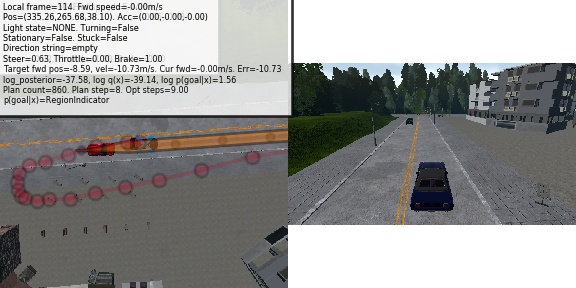 Local frame=114. Fwd speed=-0.00m/s
Pos=(335.26,265.68,38.10). Acc=(0.00,-0.00,-0.00)
Light state=NONE. Turning=False
Stationary=False. Stuck=False
Direction string=empty
Steer=0.63, Throttle=0.00, Brake=1.00
Target fwd pos=-8.59, vel=-10.73m/s. Cur fwd=-0.00m/s. Err=-10.73
log_posterior=-37.58, log q(x)=-39.14, log p(goal|x)=1.56
Plan count=860. Plan step=8. Opt steps=9.00
p(goal|x)=RegionIndicator